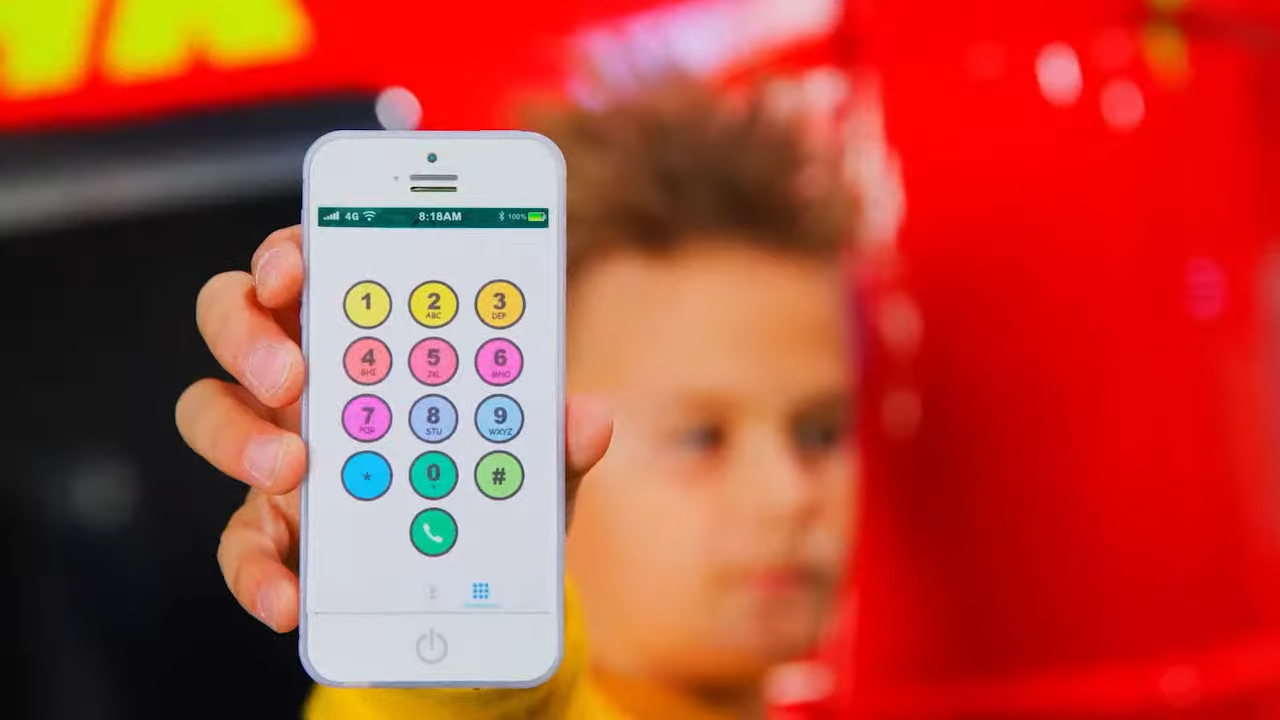 4G 8:18AM 100%
1 2 3
ABC DEF
4 5 6
GHI JKL MNO
7 8 9
PQR STU WXYZ
* 0 #